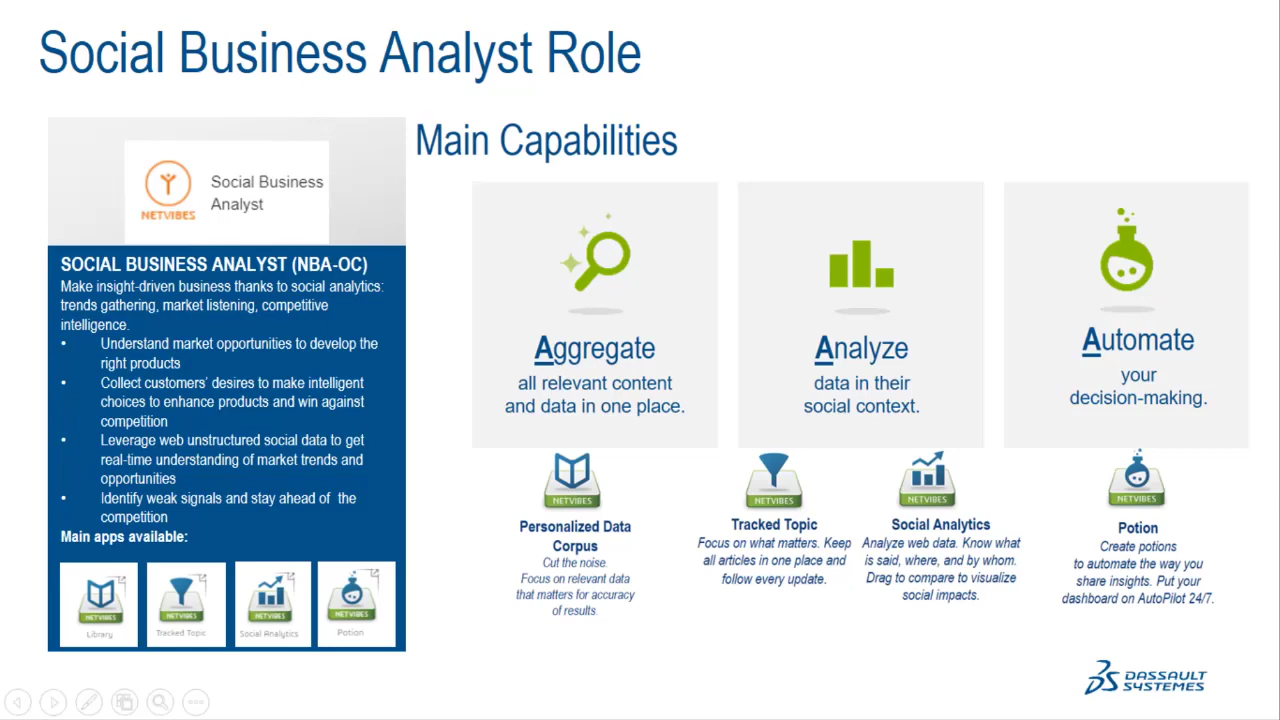 Social Business Analyst Role
Social Business
Analyst
NETVIBES
SOCIAL BUSINESS ANALYST (NBA-OC)
Make insight-driven business thanks to social analytics:
trends gathering, market listening, competitive
intelligence.
• Understand market opportunities to develop the
right products
• Collect customers' desires to make intelligent
choices to enhance products and win against
competition
• Leverage web unstructured social data to get
real-time understanding of market trends and
opportunities
• Identify weak signals and stay ahead of the
competition
Main apps available:
NETVIBES
Library
NETVIBES
Tracked Topic
NETVIBES
Social Analytics
NETVIBES
Potion
Main Capabilities
Aggregate
all relevant content
and data in one place.
Analyze
data in their
social context.
Automate
your
decision-making.
NETVIBES
Personalized Data
Corpus
Cut the noise.
Focus on relevant data
that matters for accuracy
of results.
NETVIBES
Tracked Topic
Focus on what matters. Keep
all articles in one place and
follow every update.
NETVIBES
Social Analytics
Analyze web data. Know what
is said, where, and by whom.
Drag to compare to visualize
social impacts.
NETVIBES
Potion
Create potions
to automate the way you
share insights. Put your
dashboard on AutoPilot 24/7.
DASSAULT
SYSTEMES